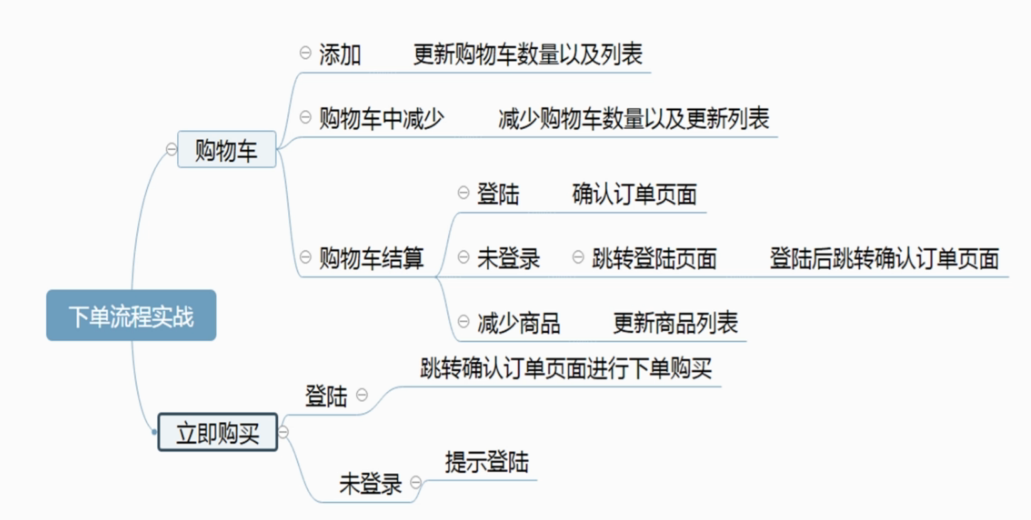 添加 更新购物车数量以及列表
购物车中减少 减少购物车数量以及更新列表
购物车
登陆 确认订单页面
购物车结算 未登录 跳转登陆页面 登陆后跳转确认订单页面
下单流程实战
减少商品 更新商品列表
跳转确认订单页面进行下单购买
登陆
立即购买
提示登陆
未登录